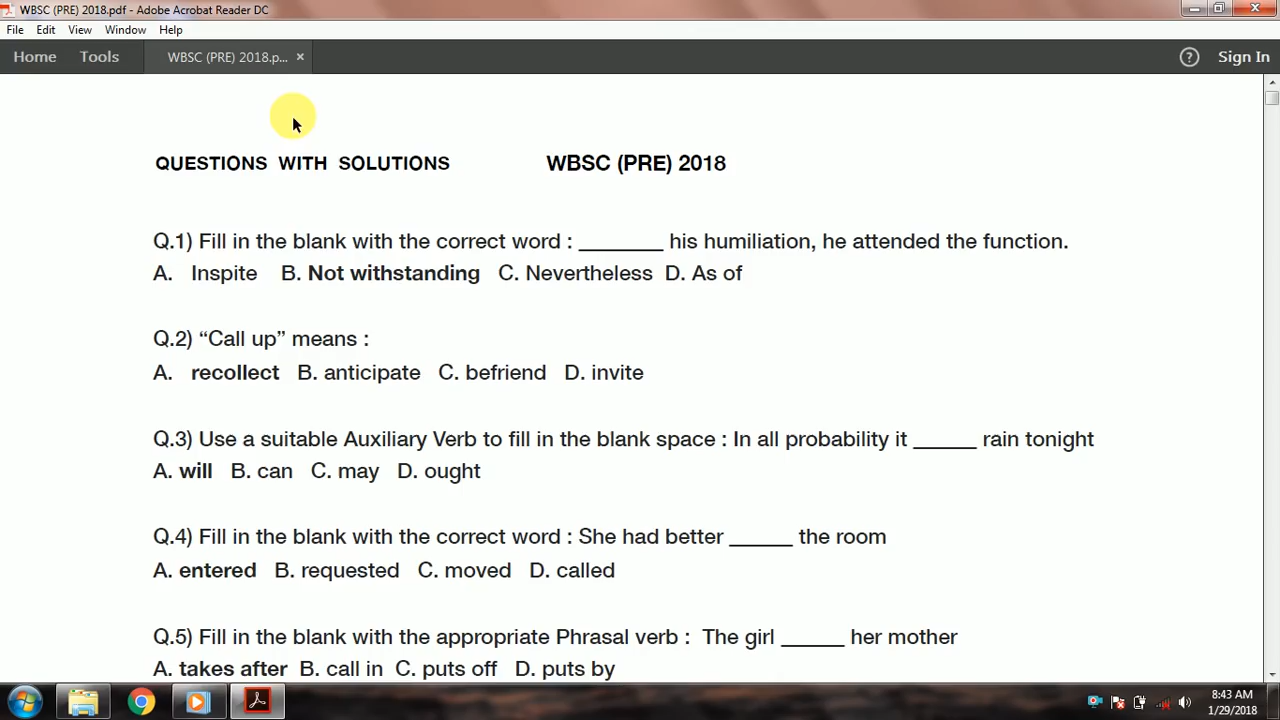 WBSC (PRE) 2018.pdf - Adobe Acrobat Reader DC
File Edit View Window Help
Home Tools WBSC (PRE) 2018.p... × ? Sign In
QUESTIONS WITH SOLUTIONS WBSC (PRE) 2018
Q.1) Fill in the blank with the correct word : ________ his humiliation, he attended the function.
A. Inspite B. Not withstanding C. Nevertheless D. As of
Q.2) “Call up” means :
A. recollect B. anticipate C. befriend D. invite
Q.3) Use a suitable Auxiliary Verb to fill in the blank space : In all probability it ______ rain tonight
A. will B. can C. may D. ought
Q.4) Fill in the blank with the correct word : She had better ______ the room
A. entered B. requested C. moved D. called
Q.5) Fill in the blank with the appropriate Phrasal verb : The girl ______ her mother
A. takes after B. call in C. puts off D. puts by
8:43 AM
1/29/2018